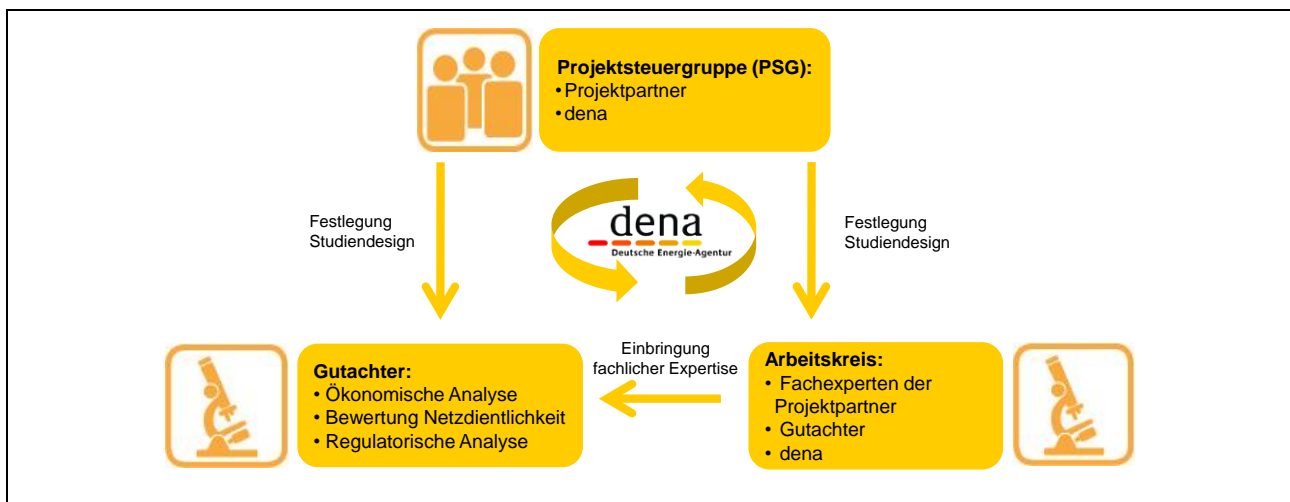 Projektsteuergruppe (PSG):
• Projektpartner
• dena
Festlegung
Studiendesign
dena
Deutsche Energie-Agentur
Festlegung
Studiendesign
Gutachter:
• Ökonomische Analyse
• Bewertung Netzdientlichkeit
• Regulatorische Analyse
Einbringung
fachlicher Expertise
Arbeitskreis:
• Fachexperten der
Projektpartner
• Gutachter
• dena